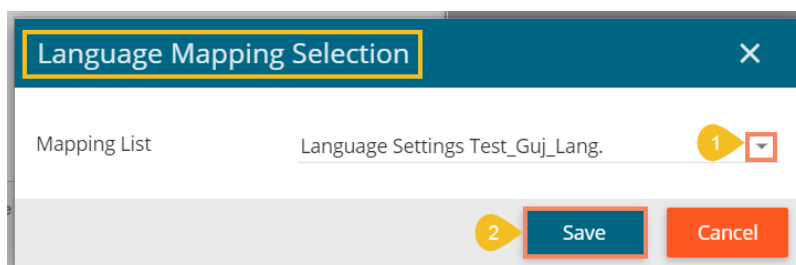 Language Mapping Selection
Mapping List
Language Settings Test_Guj_Lang.
1
2
Save
Cancel